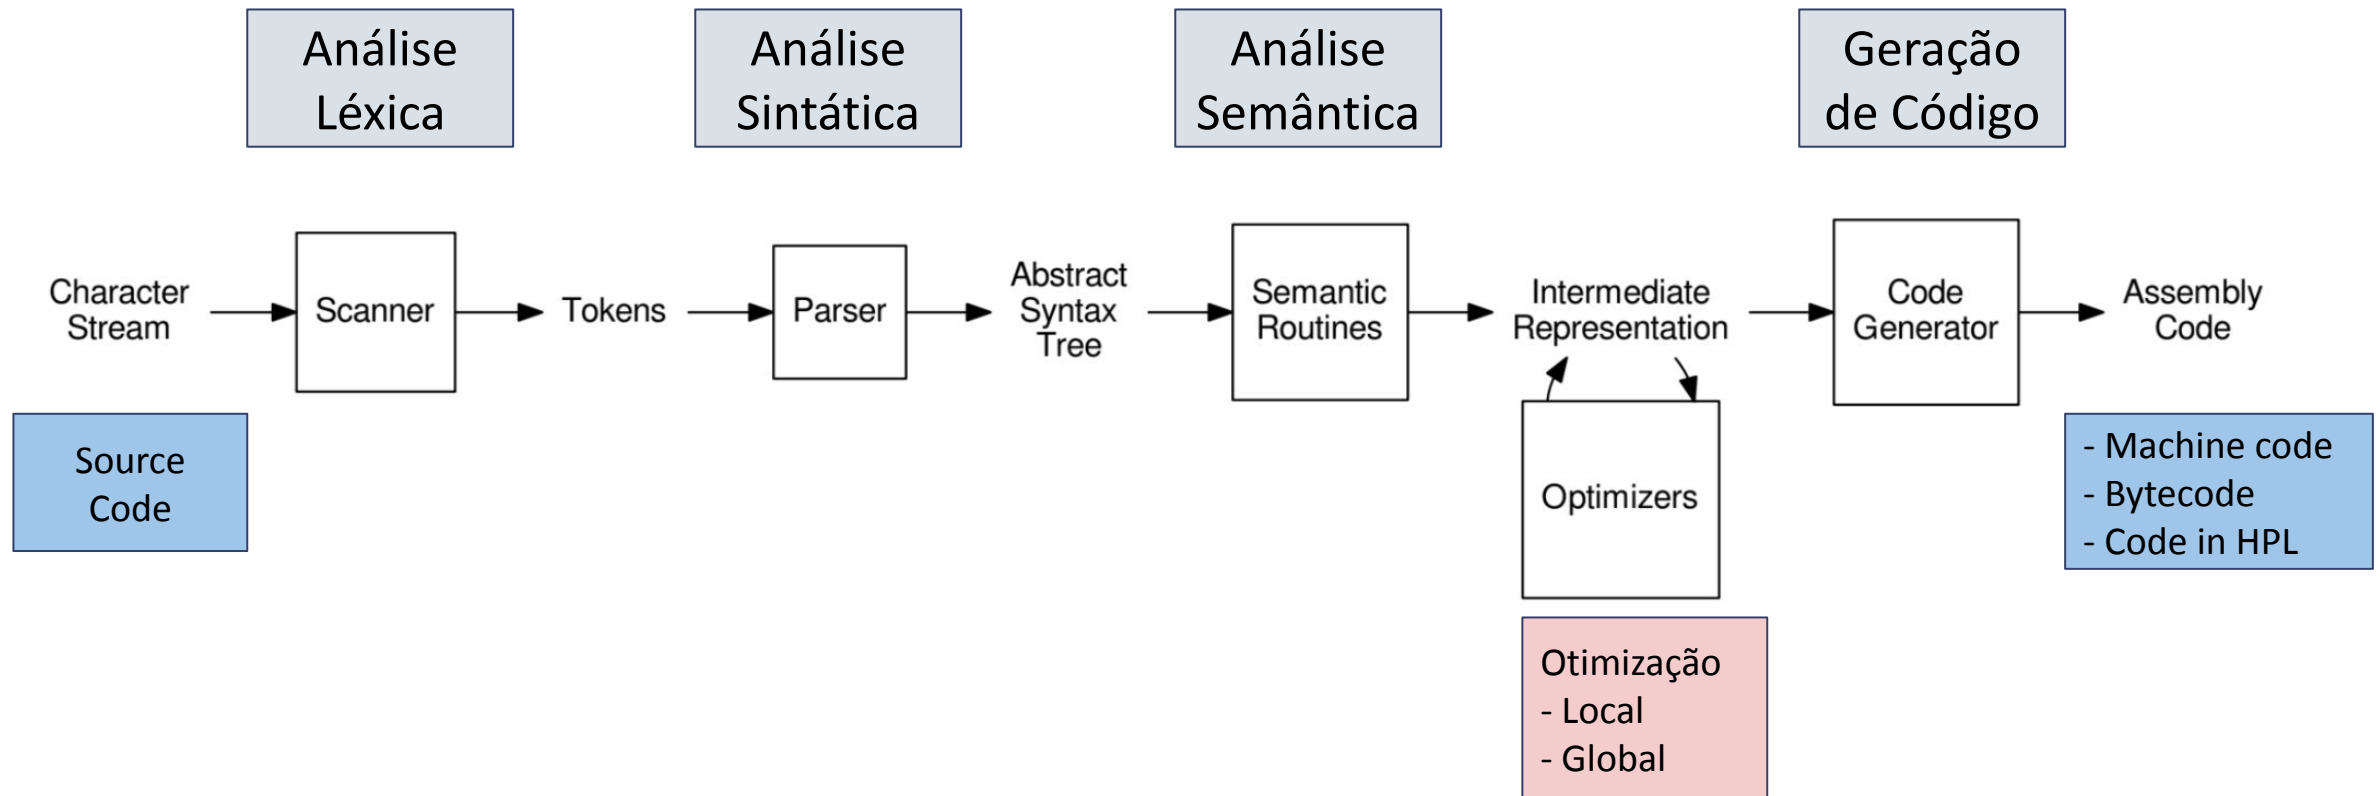 Análise
Léxica
Análise
Sintática
Análise
Semântica
Geração
de Código
Character
Stream
Scanner
Tokens
Parser
Abstract
Syntax
Tree
Semantic
Routines
Intermediate
Representation
Code
Generator
Assembly
Code
Source
Code
Optimizers
- Machine code
- Bytecode
- Code in HPL
Otimização
- Local
- Global